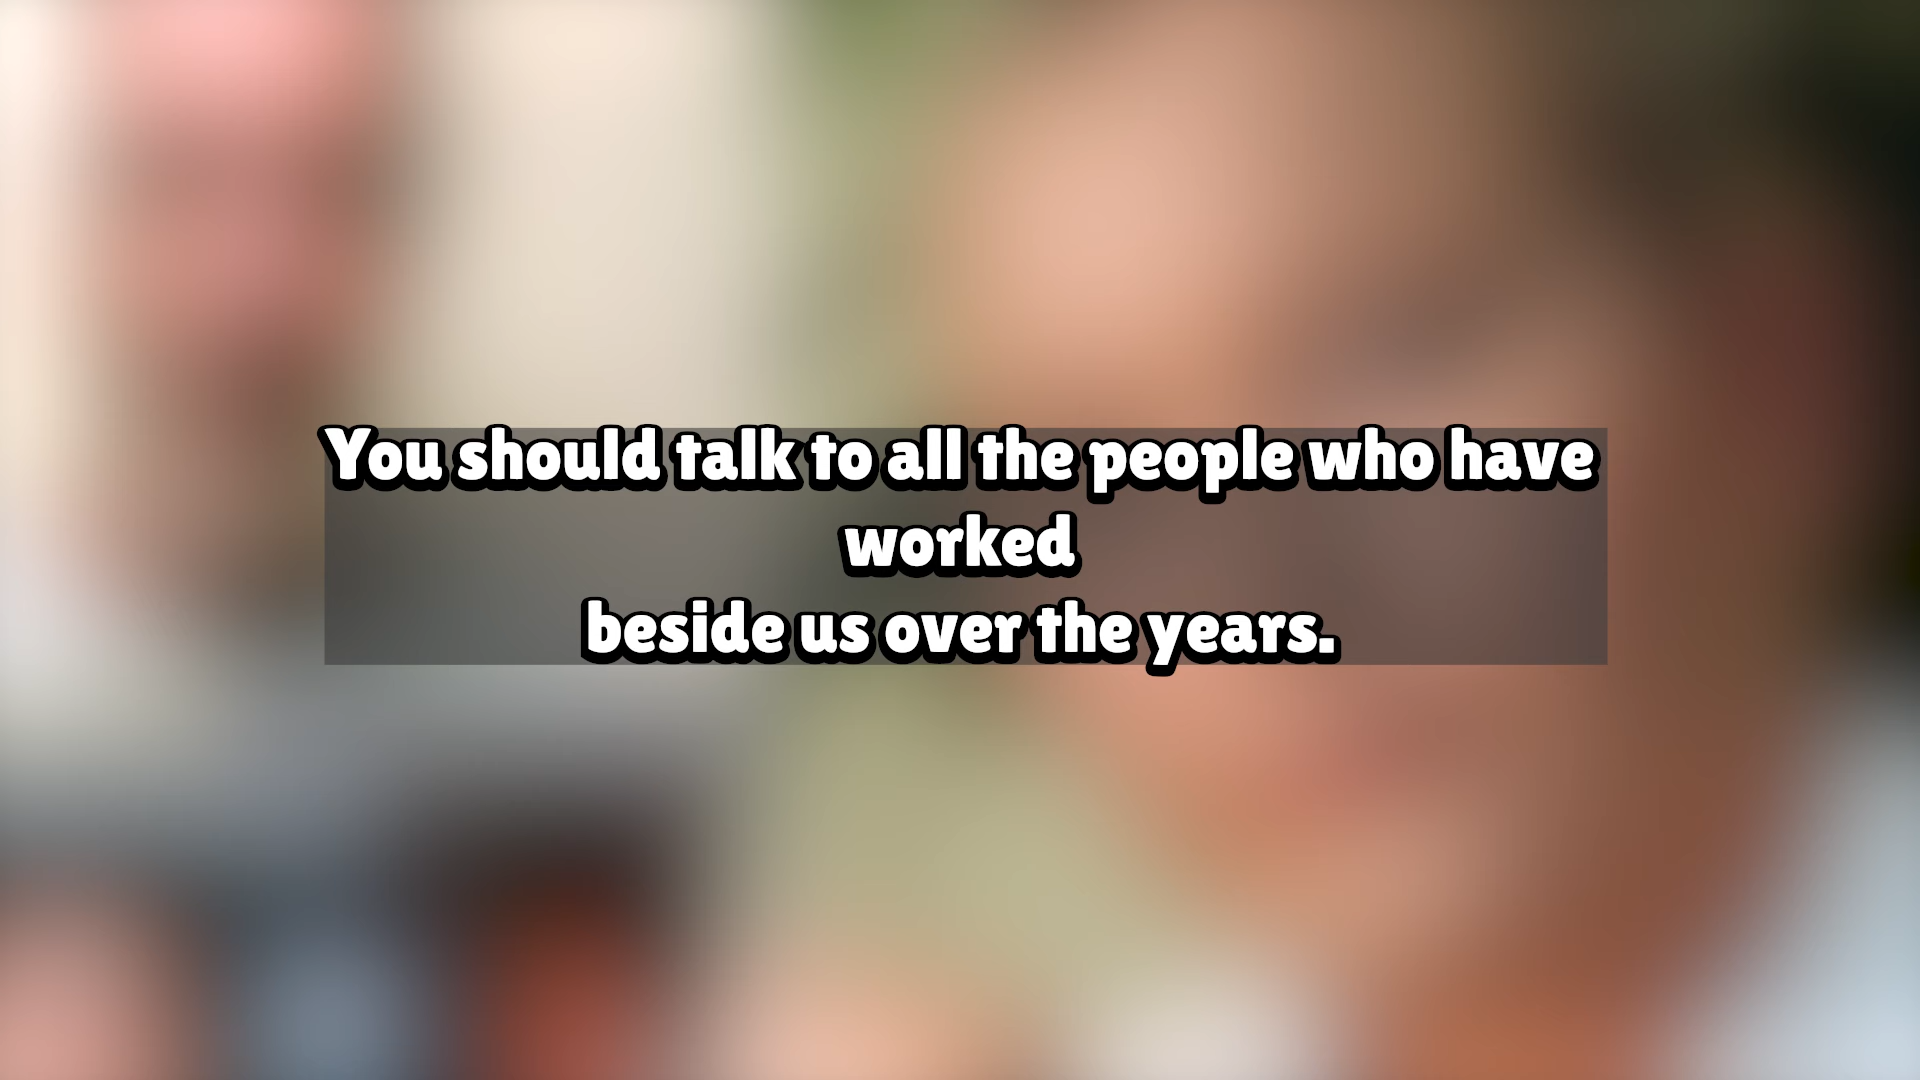 You should talk to all the people who have
worked
beside us over the years.